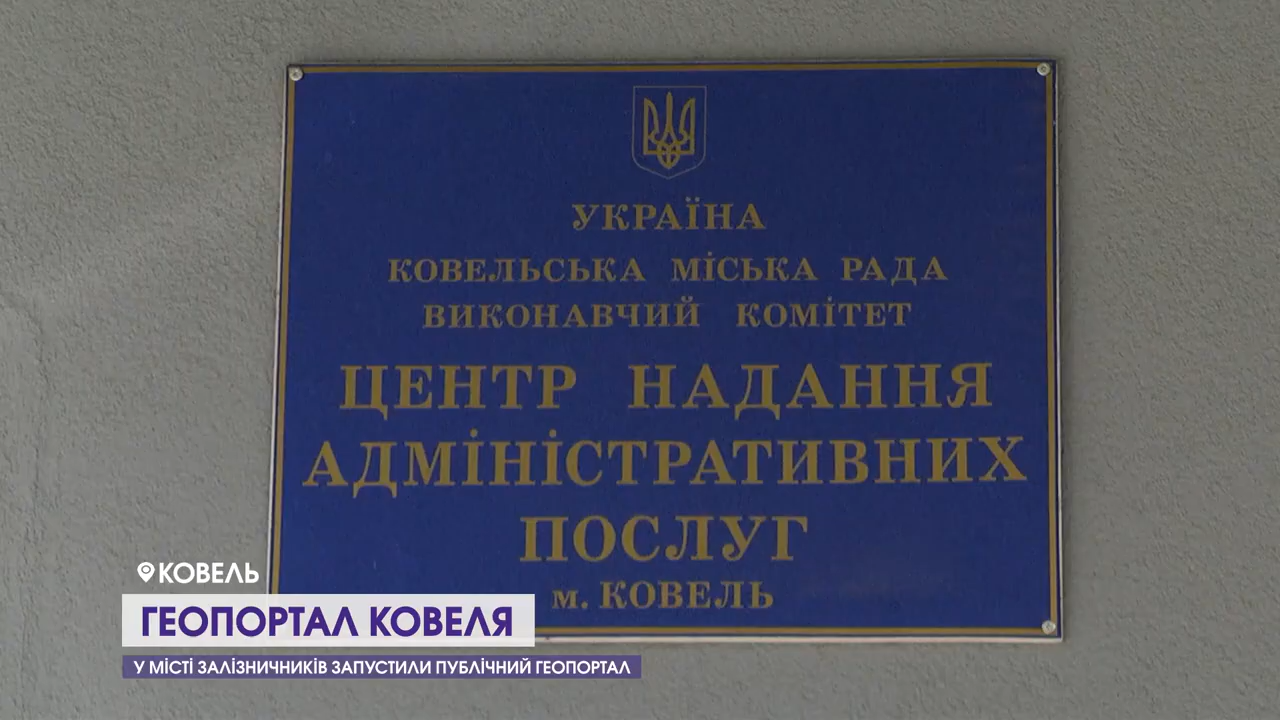 УКРАЇНА
КОВЕЛЬСЬКА МІСЬКА РАДА
ВИКОНАВЧИЙ КОМІТЕТ
ЦЕНТР НАДАННЯ
АДМІНІСТРАТИВНИХ
ПОСЛУГ
м. КОВЕЛЬ
КОВЕЛЬ
ГЕОПОРТАЛ КОВЕЛЯ
У МІСТІ ЗАЛІЗНИЧНИКІВ ЗАПУСТИЛИ ПУБЛІЧНИЙ ГЕОПОРТАЛ